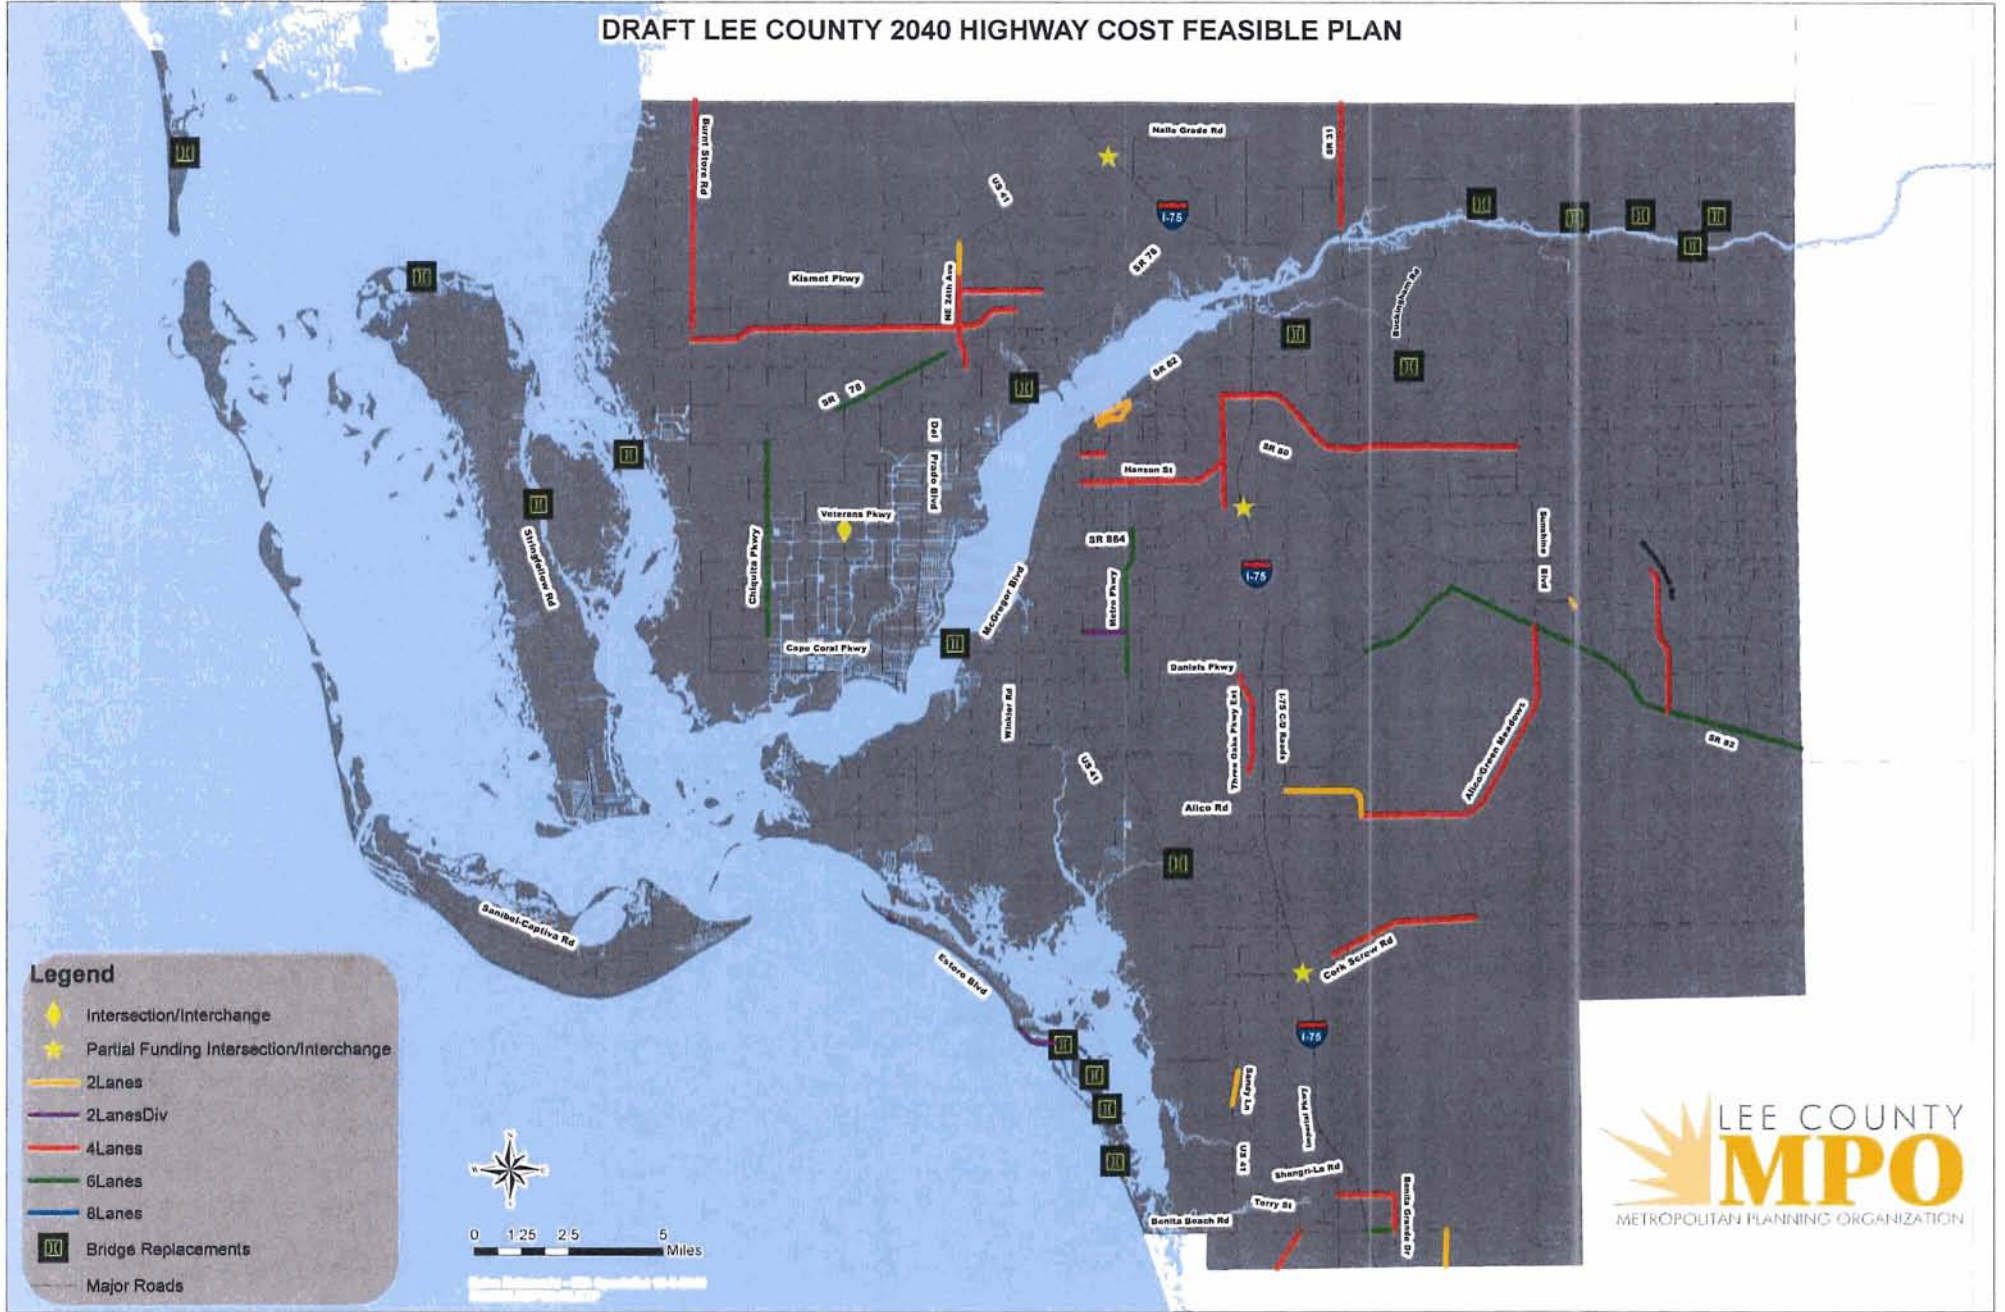 DRAFT LEE COUNTY 2040 HIGHWAY COST FEASIBLE PLAN
Burnt Store Rd
Nalle Grade Rd
SR 31
US 41
I-75
SR 78
Kismet Pkwy
NE 24th Ave
Buckingham Rd
SR 78
SR 82
Del Prado Blvd
Hanson St
SR 80
Veterans Pkwy
Chiquita Pkwy
Stringfellow Rd
SR 884
Metro Pkwy
I-75
Sunshine Blvd
McGregor Blvd
Cape Coral Pkwy
Daniels Pkwy
Winkler Rd
Three Oaks Pkwy Ext
I-75 C/D Roads
Alico/Green Meadows
SR 82
US 41
Alico Rd
Sanibel-Captiva Rd
Estero Blvd
Cork Screw Rd
I-75
Sandy Ln
US 41
Shangri-La Rd
Terry St
Bonita Beach Rd
Bonita Grande Dr
Legend
Intersection/Interchange
Partial Funding Intersection/Interchange
2Lanes
2LanesDiv
4Lanes
6Lanes
8Lanes
Bridge Replacements
Major Roads
0 1.25 2.5 5
Miles
LEE COUNTY
MPO
METROPOLITAN PLANNING ORGANIZATION